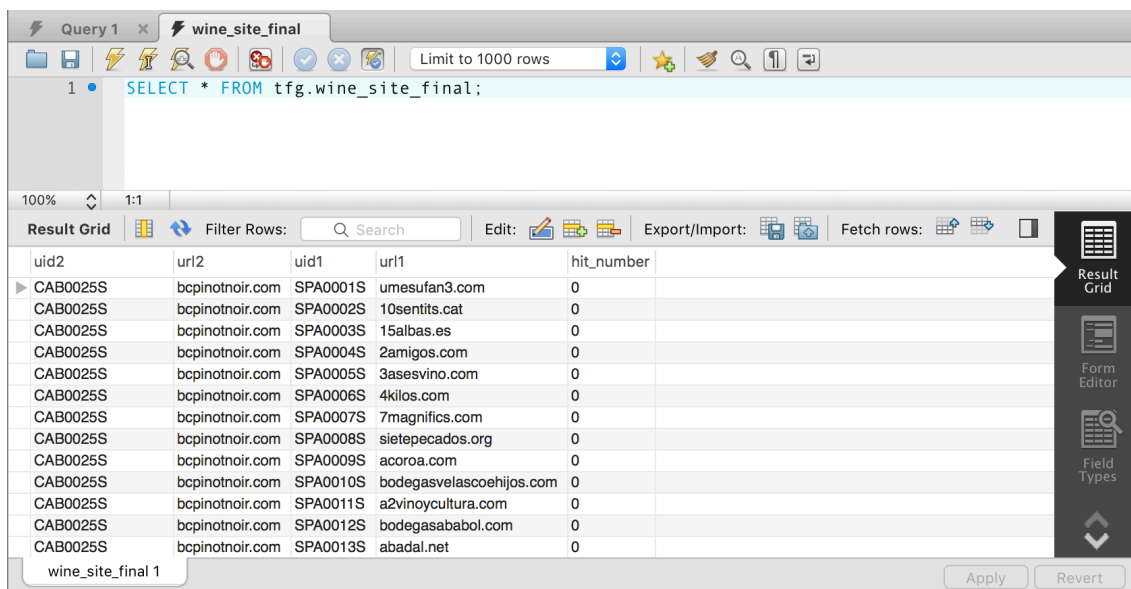 Query 1 × wine_site_final
Limit to 1000 rows
1 SELECT * FROM tfg.wine_site_final;
100% 1:1
Result Grid Filter Rows: Search Edit: Export/Import: Fetch rows:
uid2 url2 uid1 url1 hit_number
CAB0025S bcpinotnoir.com SPA0001S umesufan3.com 0
CAB0025S bcpinotnoir.com SPA0002S 10sentits.cat 0
CAB0025S bcpinotnoir.com SPA0003S 15albas.es 0
CAB0025S bcpinotnoir.com SPA0004S 2amigos.com 0
CAB0025S bcpinotnoir.com SPA0005S 3asesvino.com 0
CAB0025S bcpinotnoir.com SPA0006S 4kilos.com 0
CAB0025S bcpinotnoir.com SPA0007S 7magnifics.com 0
CAB0025S bcpinotnoir.com SPA0008S sietepecados.org 0
CAB0025S bcpinotnoir.com SPA0009S acoroa.com 0
CAB0025S bcpinotnoir.com SPA0010S bodegasvelascoehijos.com 0
CAB0025S bcpinotnoir.com SPA0011S a2vinoycultura.com 0
CAB0025S bcpinotnoir.com SPA0012S bodegasababol.com 0
CAB0025S bcpinotnoir.com SPA0013S abadal.net 0
Result
Grid
Form
Editor
Field
Types
wine_site_final 1
Apply Revert